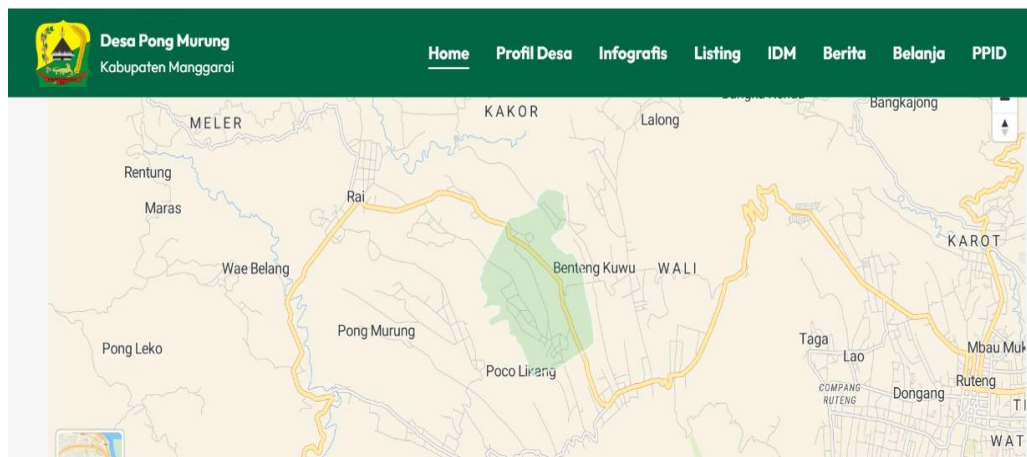 Desa Pong Murung
Kabupaten Manggarai
Home Profil Desa Infografis Listing IDM Berita Belanja PPID
KAKOR
Bangkajong
MELER
Lalong
Rentung
Rai
Maras
KAROT
Wae Belang
Benteng Kuwu
WALI
Pong Murung
Taga
Pong Leko
Lao
Mbau Muk
Poco Likang
Ruteng
COMPANG
RUTENG
Dongang
TI
WAT